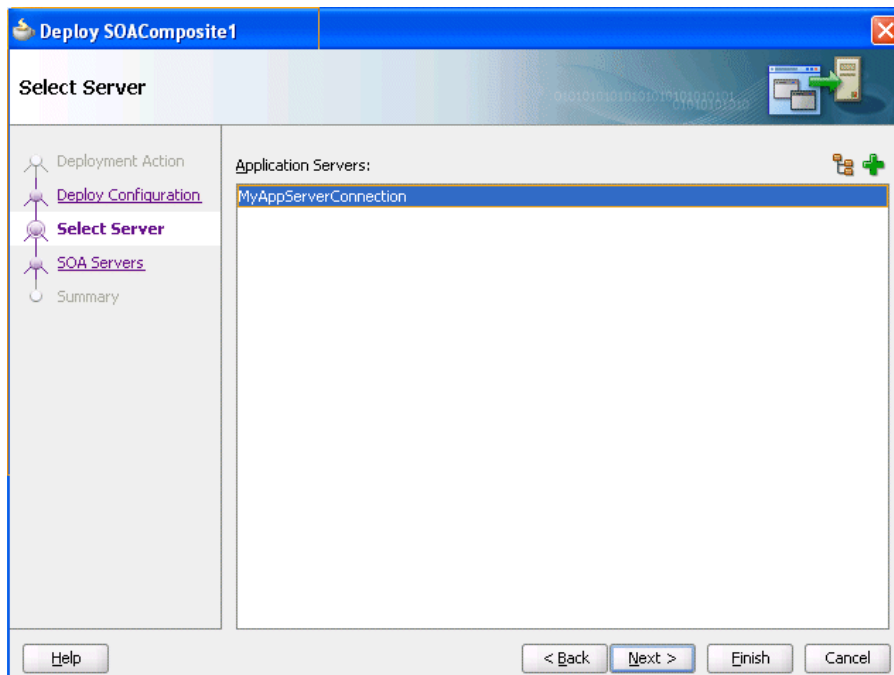 Deploy SOAComposite1
Select Server
Deployment Action
Deploy Configuration
Select Server
SOA Servers
Summary
Application Servers:
MyAppServerConnection
Help
< Back
Next >
Finish
Cancel